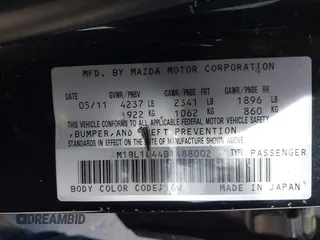 MFD. BY MAZDA MOTOR CORPORATION
GVWR/PNBV GAWR/PNBE FRT GAWR/PNBE RR
05/11 4237 LB 2341 LB 1896 LB
1922 KG 1062 KG 860 KG
THIS VEHICLE CONFORMS TO ALL APPLICABLE FEDERAL
MOTOR VEHICLE SAFETY
,BUMPER,AND THEFT PREVENTION
STANDARDS IN EFFECT ON THE DATE OF
MANUFACTURE SHOWN ABOVE.
TYPE: PASSENGER
BODY COLOR CODE: 16W MADE IN JAPAN
DREAMBID